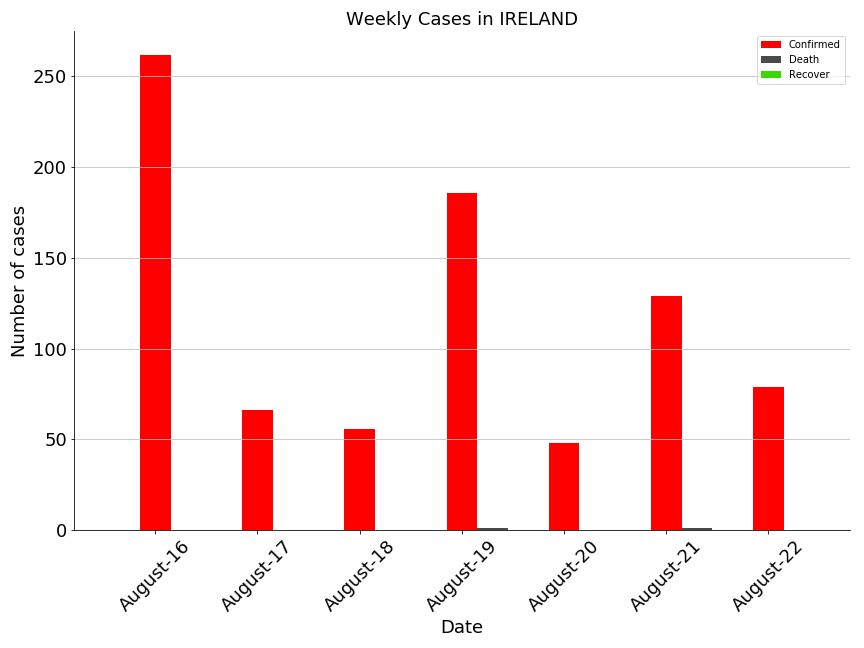 Weekly Cases in IRELAND
Confirmed
Death
Recover
Number of cases
250
200
150
100
50
0
August-16
August-17
August-18
August-19
August-20
August-21
August-22
Date